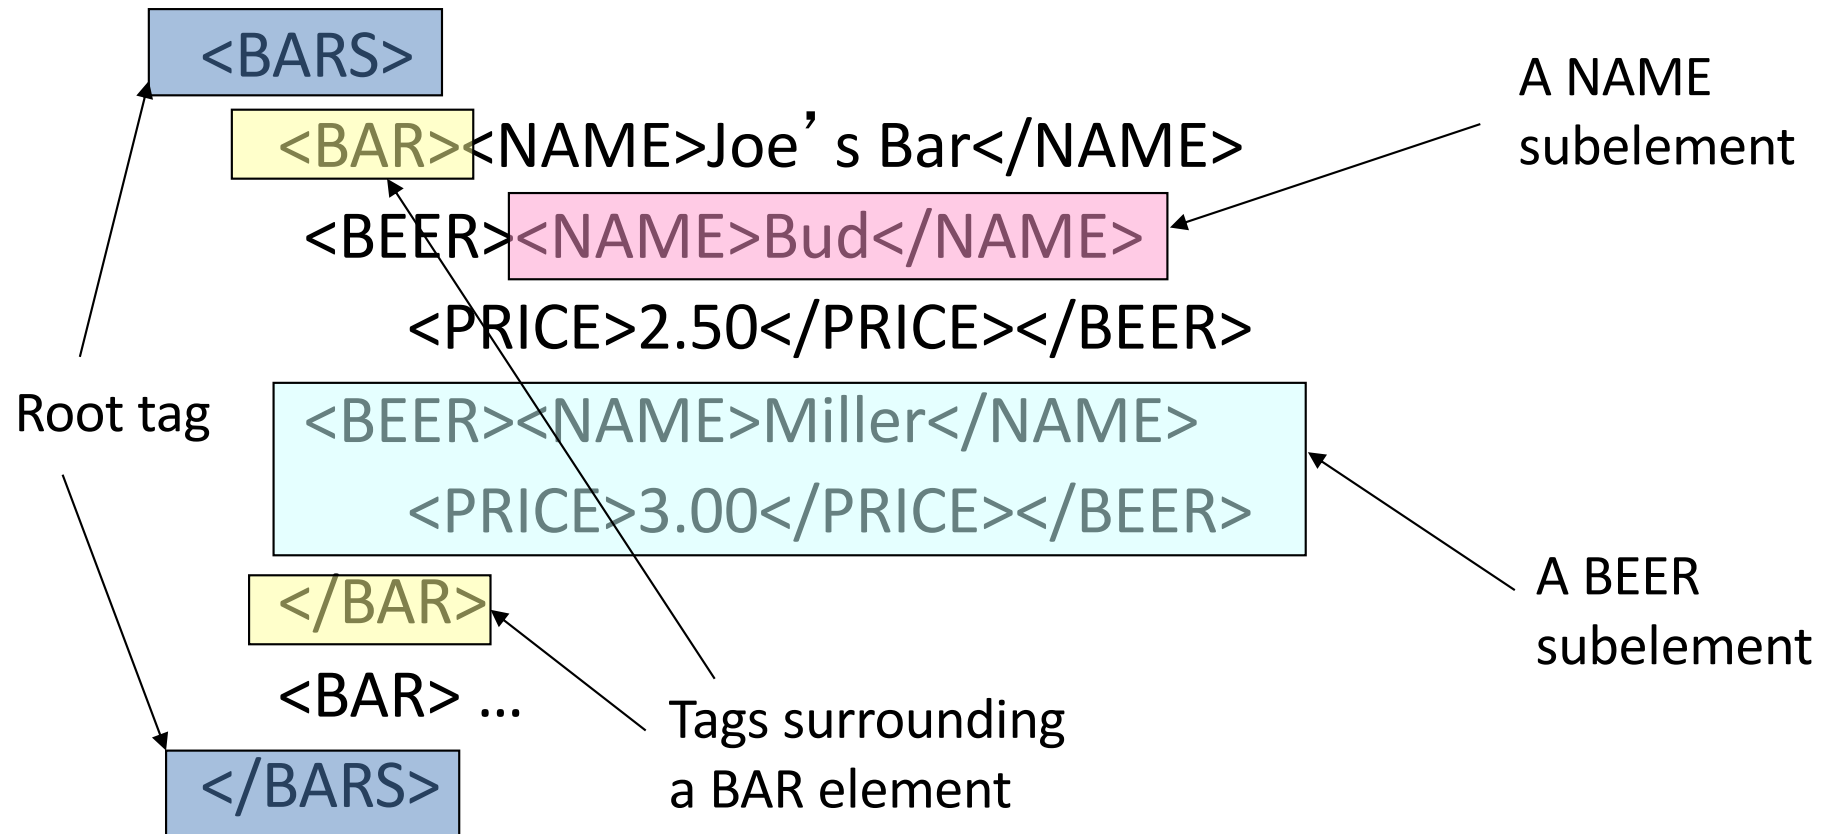 <BARS>
<BAR><NAME>Joe’s Bar</NAME>
<BEER><NAME>Bud</NAME>
<PRICE>2.50</PRICE></BEER>
<BEER><NAME>Miller</NAME>
<PRICE>3.00</PRICE></BEER>
</BAR>
<BAR> …
</BARS>
Root tag
A NAME
subelement
A BEER
subelement
Tags surrounding
a BAR element